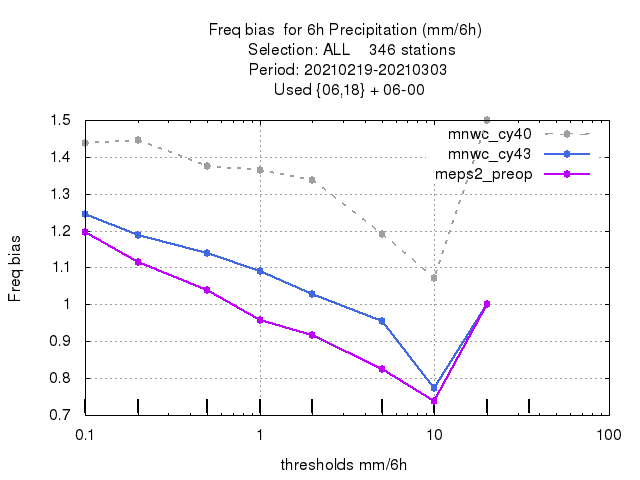 Freq bias  for 6h Precipitation (mm/6h)
Selection: ALL    346 stations
Period: 20210219-20210303
Used {06,18} + 06-00
1.5
mnwc_cy40
1.4
mnwc_cy43
meps2_preop
1.3
1.2
1.1
Freq bias
1
0.9
0.8
0.7
0.1 1 10 100
thresholds mm/6h